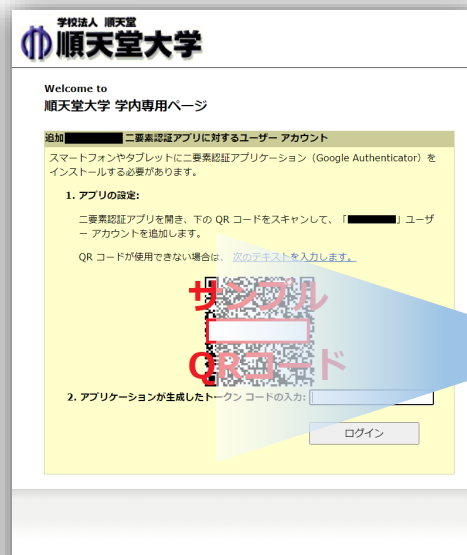 学校法人 順天堂
順天堂大学
Welcome to
順天堂大学 学内専用ページ
追加 二要素認証アプリに対するユーザー アカウント
スマートフォンやタブレットに二要素認証アプリケーション（Google Authenticator）を
インストールする必要があります。
1. アプリの設定:
二要素認証アプリを開き、下の QR コードをスキャンして、「 」ユーザ
ー アカウントを追加します。
QR コードが使用できない場合は、 次のテキストを入力します。
サンプル
QRコード
2. アプリケーションが生成したトークン コードの入力:
ログイン